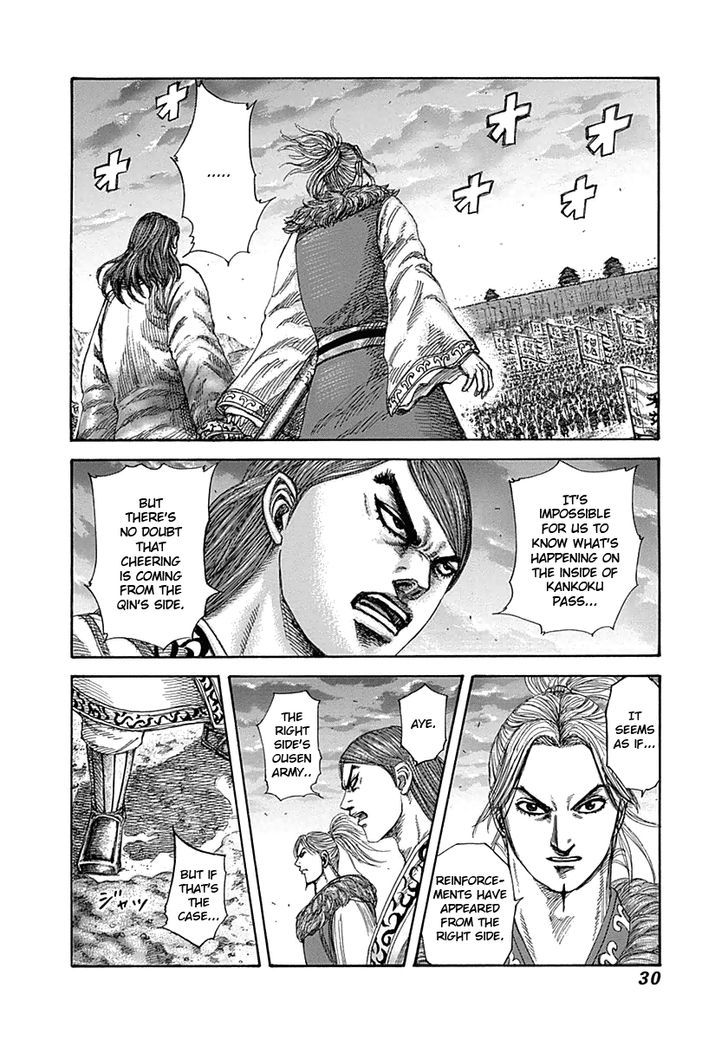 オ オ オ オ オ オ
.....
IT'S
IMPOSSIBLE
FOR US TO
KNOW WHAT'S
HAPPENING ON
THE INSIDE OF
KANKOKU
PASS...
BUT
THERE'S
NO DOUBT
THAT
CHEERING
IS COMING
FROM THE
QIN'S SIDE.
IT
SEEMS
AS IF...
REINFORCE-
MENTS HAVE
APPEARED
FROM THE
RIGHT SIDE.
AYE.
THE
RIGHT
SIDE'S
OUSEN
ARMY..
BUT IF
THAT'S
THE
CASE...
ジャッ
30